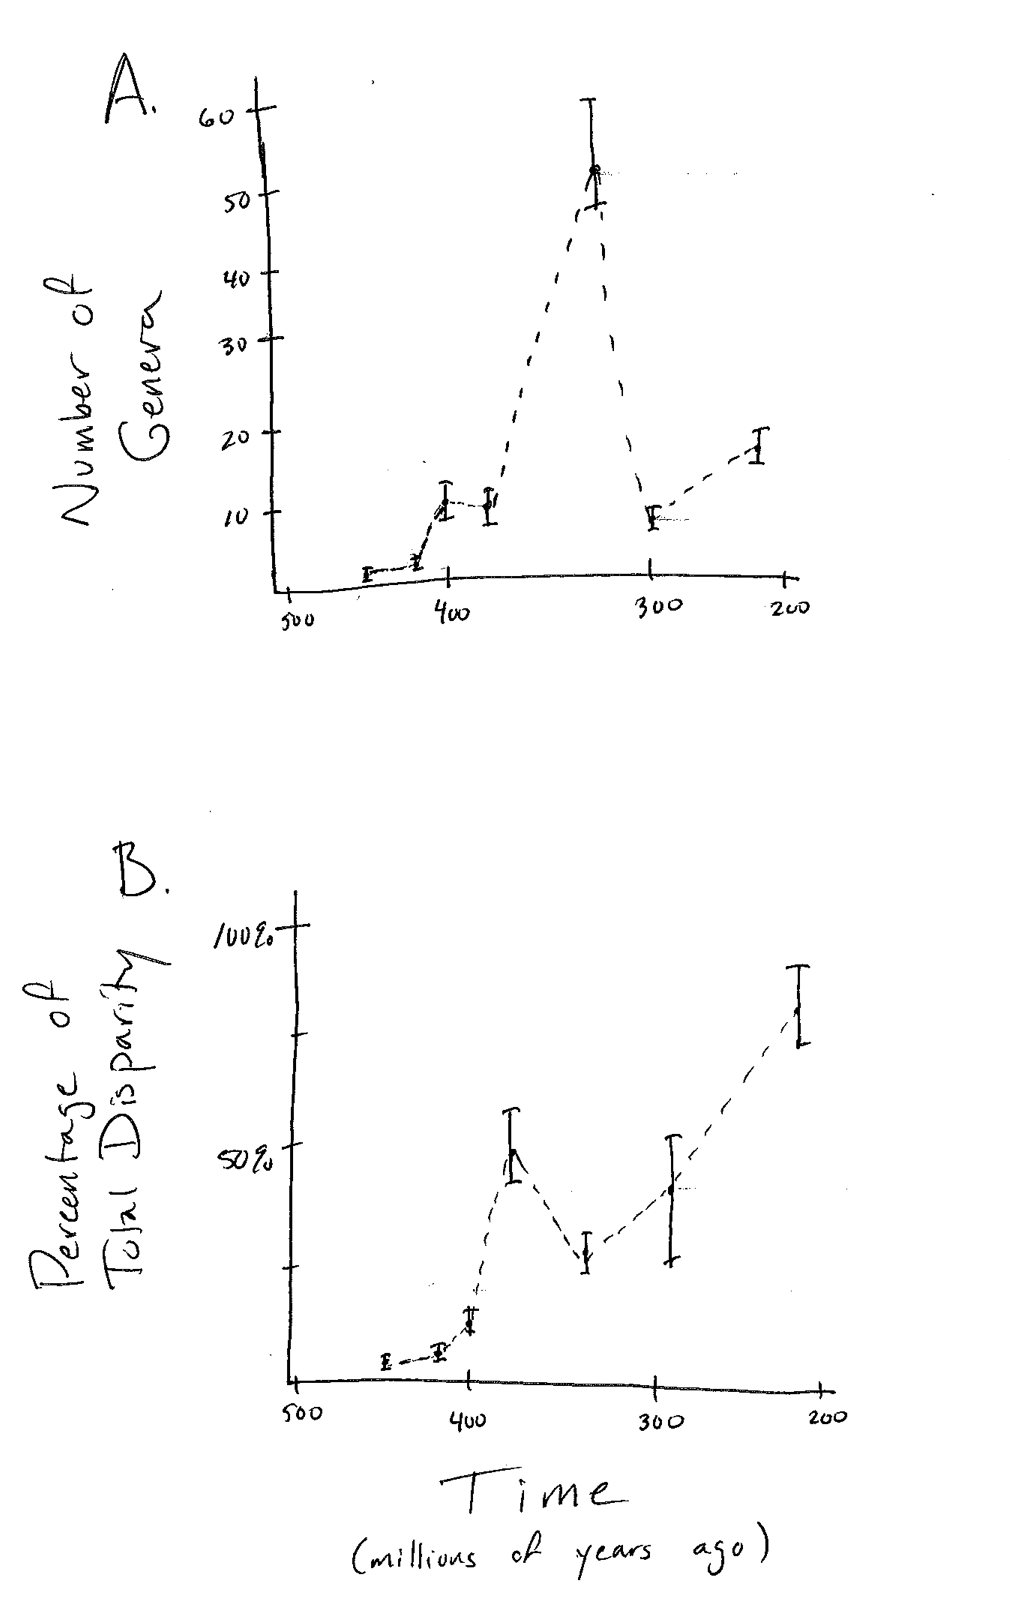 A.
60
50
40
30
20
10
Number of
Genera
500 400 300 200
B.
100%
50%
Percentage of
Total Disparity
500 400 300 200
Time
(millions of years ago)